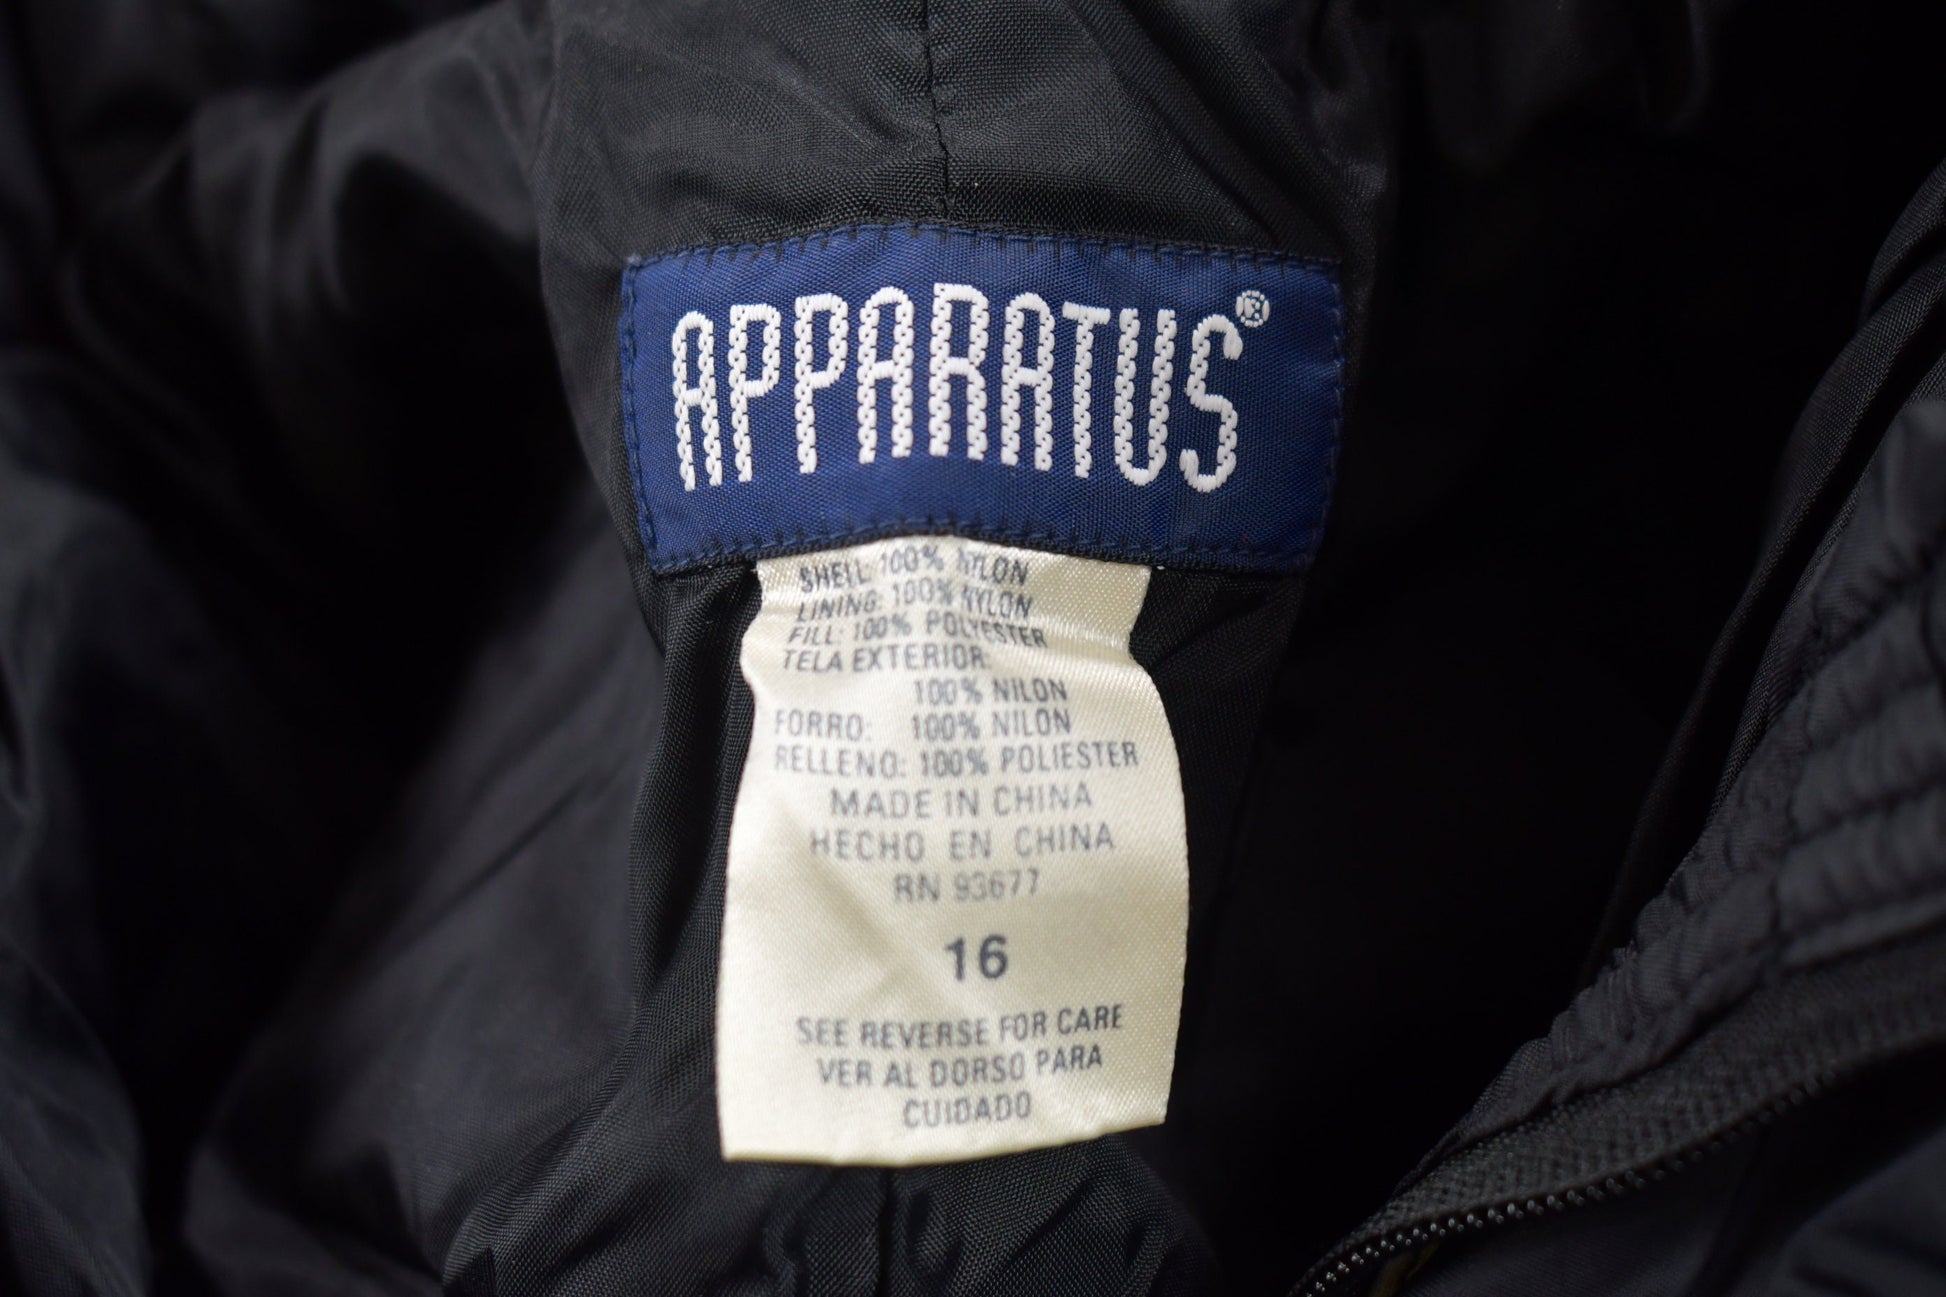 APPARATUS®
SHELL 100% NYLON
LINING: 100% NYLON
FILL: 100% POLYESTER
TELA EXTERIOR:
100% NILON
FORRO: 100% NILON
RELLENO: 100% POLIESTER
MADE IN CHINA
HECHO EN CHINA
RN 93677
16
SEE REVERSE FOR CARE
VER AL DORSO PARA
CUIDADO